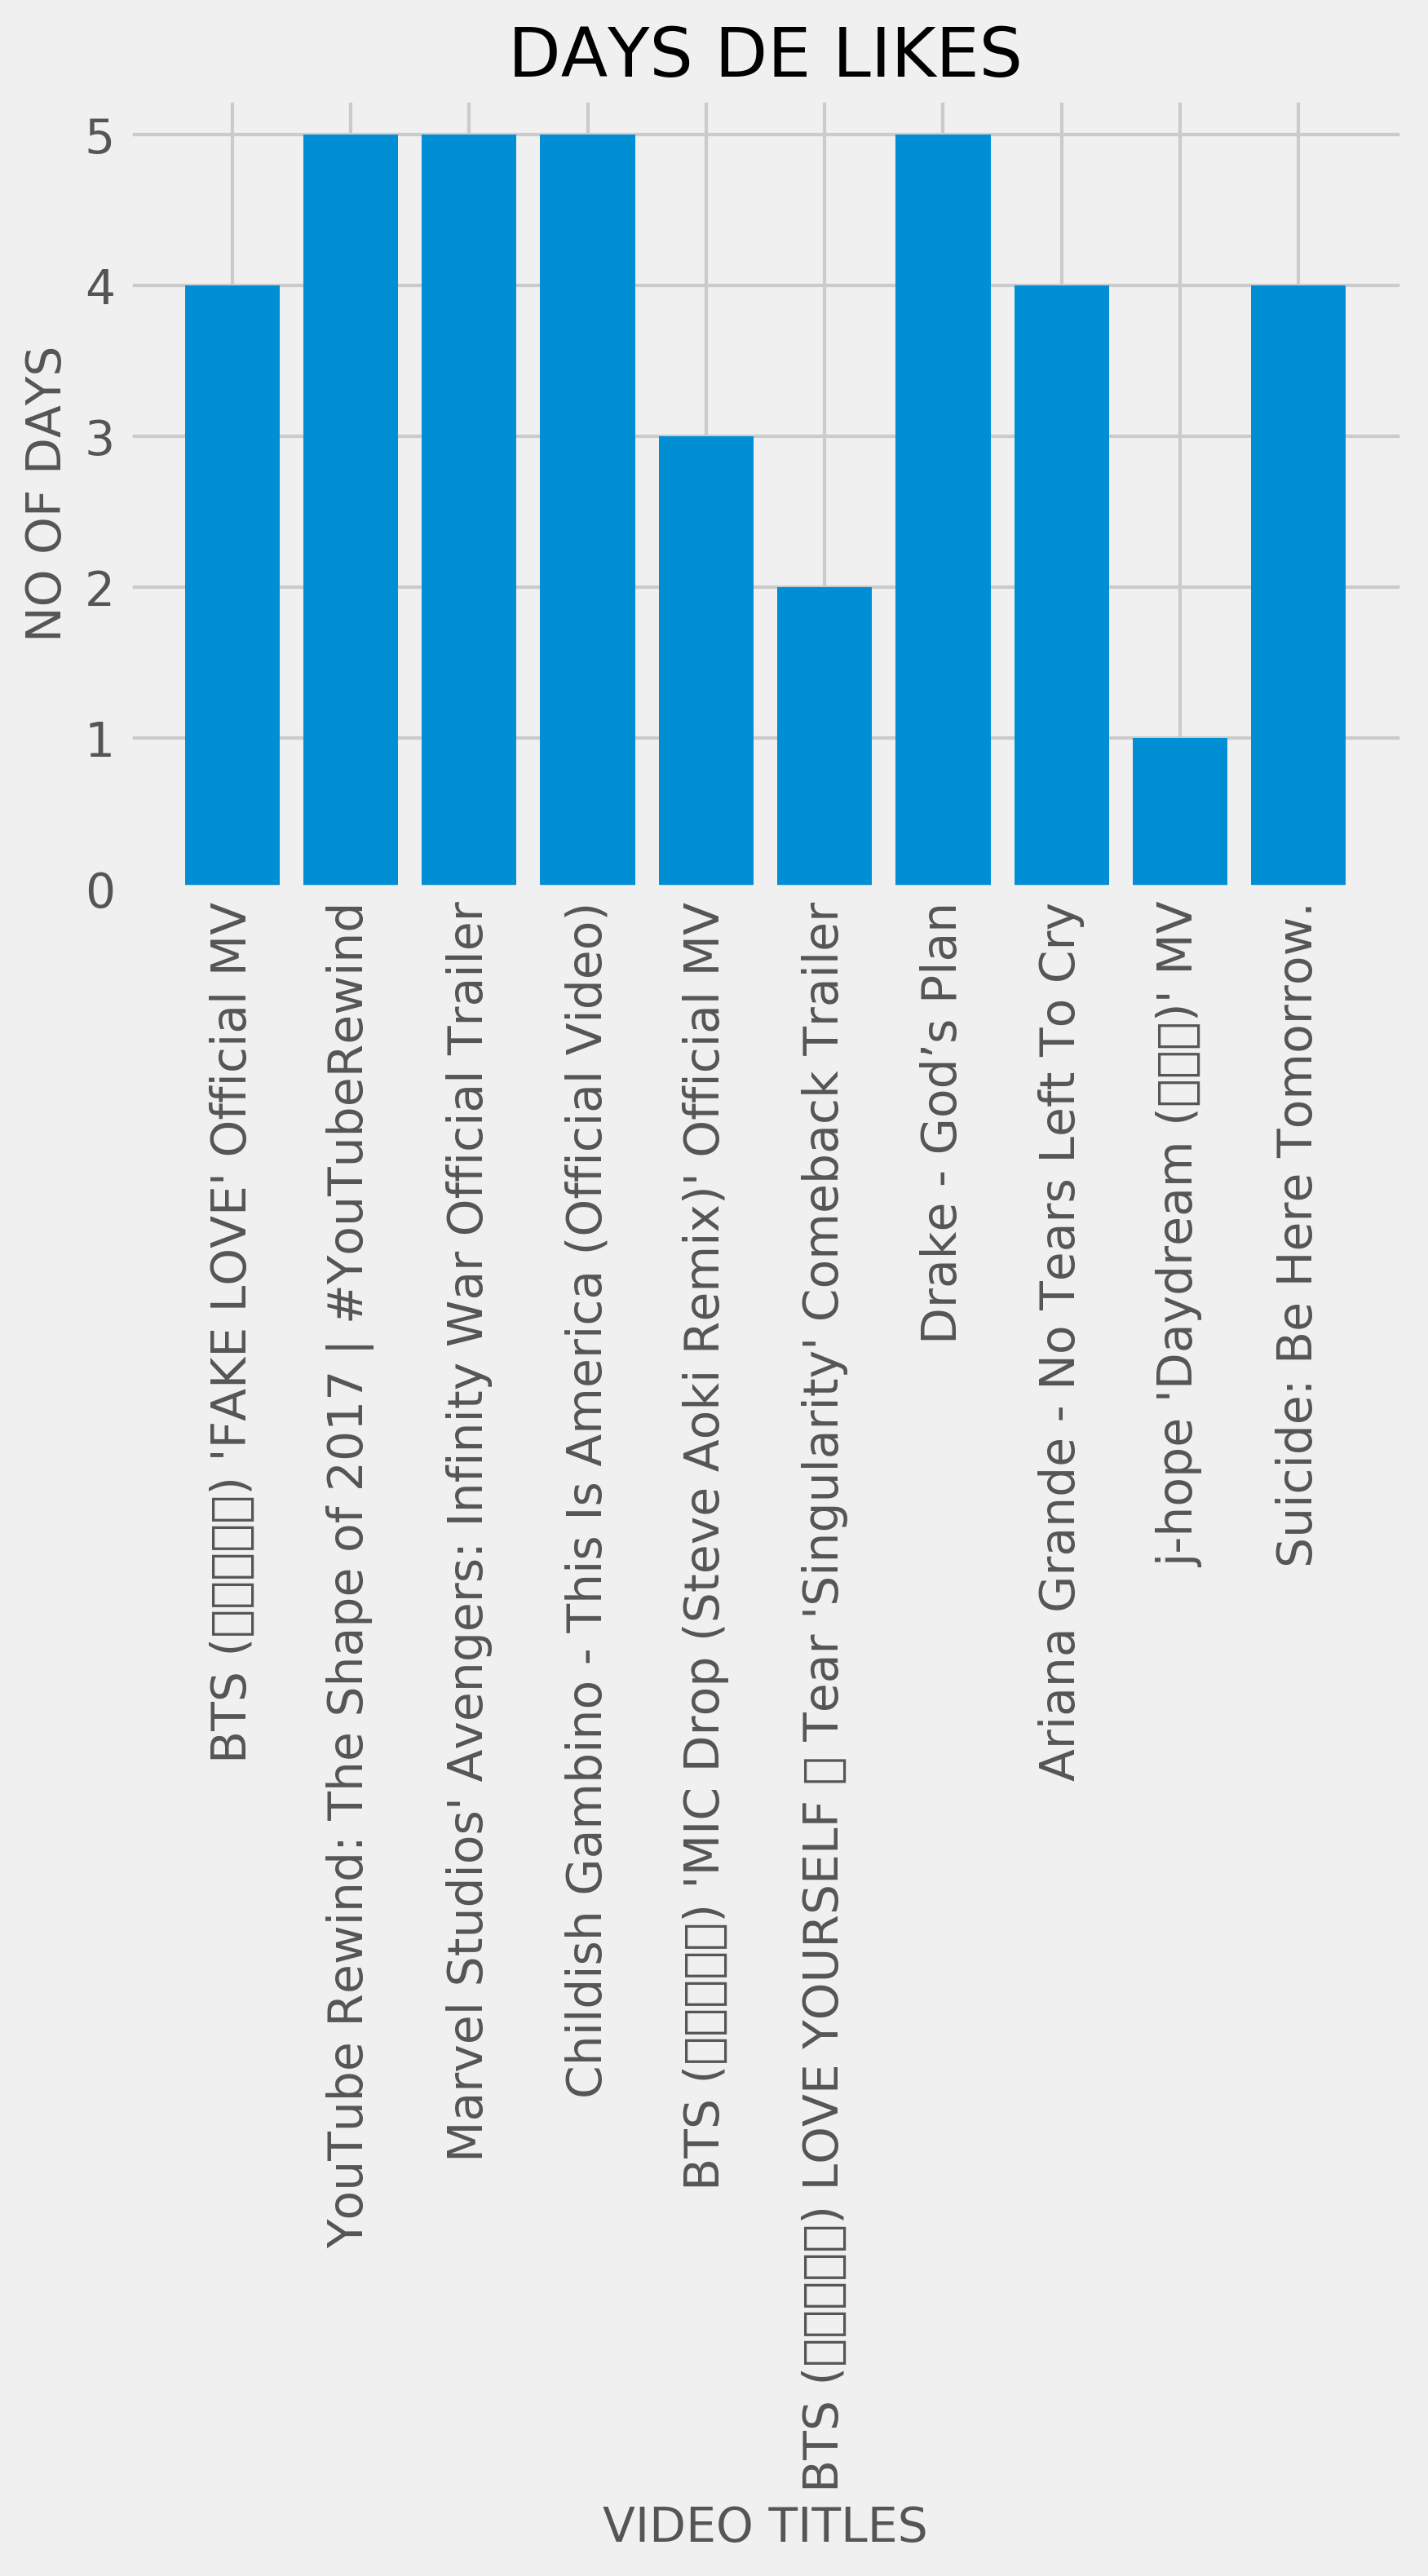 DAYS DE LIKES
NO OF DAYS
5
4
3
2
1
0
BTS (□□□□□) 'FAKE LOVE' Official MV
YouTube Rewind: The Shape of 2017 | #YouTubeRewind
Marvel Studios' Avengers: Infinity War Official Trailer
Childish Gambino - This Is America (Official Video)
BTS (□□□□□) 'MIC Drop (Steve Aoki Remix)' Official MV
BTS (□□□□□) LOVE YOURSELF □ Tear 'Singularity' Comeback Trailer
Drake - God’s Plan
Ariana Grande - No Tears Left To Cry
j-hope 'Daydream (□□□)' MV
Suicide: Be Here Tomorrow.
VIDEO TITLES